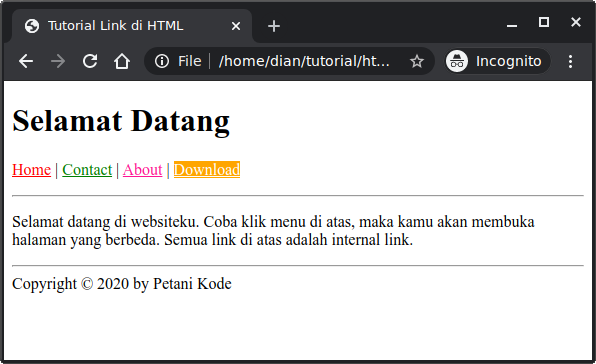 Tutorial Link di HTML
File | /home/dian/tutorial/ht... Incognito
Selamat Datang
Home | Contact | About | Download
Selamat datang di websiteku. Coba klik menu di atas, maka kamu akan membuka
halaman yang berbeda. Semua link di atas adalah internal link.
Copyright © 2020 by Petani Kode